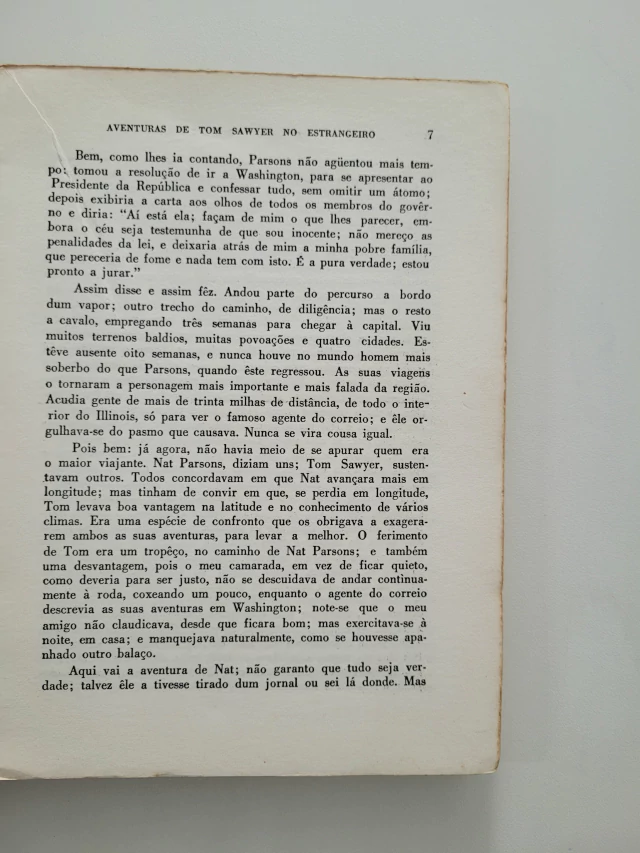 AVENTURAS DE TOM SAWYER NO ESTRANGEIRO 7
Bem, como lhes ia contando, Parsons não agüentou mais tem-
po: tomou a resolução de ir a Washington, para se apresentar ao
Presidente da República e confessar tudo, sem omitir um átomo;
depois exibiria a carta aos olhos de todos os membros do govêr-
no e diria: “Aí está ela; façam de mim o que lhes parecer, em-
bora o céu seja testemunha de que sou inocente; não mereço as
penalidades da lei, e deixaria atrás de mim a minha pobre família,
que pereceria de fome e nada tem com isto. É a pura verdade; estou
pronto a jurar.”
Assim disse e assim fêz. Andou parte do percurso a bordo
dum vapor; outro trecho do caminho, de diligência; mas o resto
a cavalo, empregando três semanas para chegar à capital. Viu
muitos terrenos baldios, muitas povoações e quatro cidades. Es-
têve ausente oito semanas, e nunca houve no mundo homem mais
soberbo do que Parsons, quando êste regressou. As suas viagens
o tornaram a personagem mais importante e mais falada da região.
Acudia gente de mais de trinta milhas de distância, de todo o inte-
rior do Illinois, só para ver o famoso agente do correio; e êle or-
gulhava-se do pasmo que causava. Nunca se vira cousa igual.
Pois bem: já agora, não havia meio de se apurar quem era
o maior viajante. Nat Parsons, diziam uns; Tom Sawyer, susten-
tavam outros. Todos concordavam em que Nat avançara mais em
longitude; mas tinham de convir em que, se perdia em longitude,
Tom levava boa vantagem na latitude e no conhecimento de vários
climas. Era uma espécie de confronto que os obrigava a exagera-
rem ambos as suas aventuras, para levar a melhor. O ferimento
de Tom era um tropêço, no caminho de Nat Parsons; e também
uma desvantagem, pois o meu camarada, em vez de ficar quieto,
como deveria para ser justo, não se descuidava de andar continua-
mente à roda, coxeando um pouco, enquanto o agente do correio
descrevia as suas aventuras em Washington; note-se que o meu
amigo não claudicava, desde que ficara bom; mas exercitava-se à
noite, em casa; e manquejava naturalmente, como se houvesse apa-
nhado outro balaço.
Aqui vai a aventura de Nat; não garanto que tudo seja ver-
dade; talvez êle a tivesse tirado dum jornal ou sei lá donde. Mas